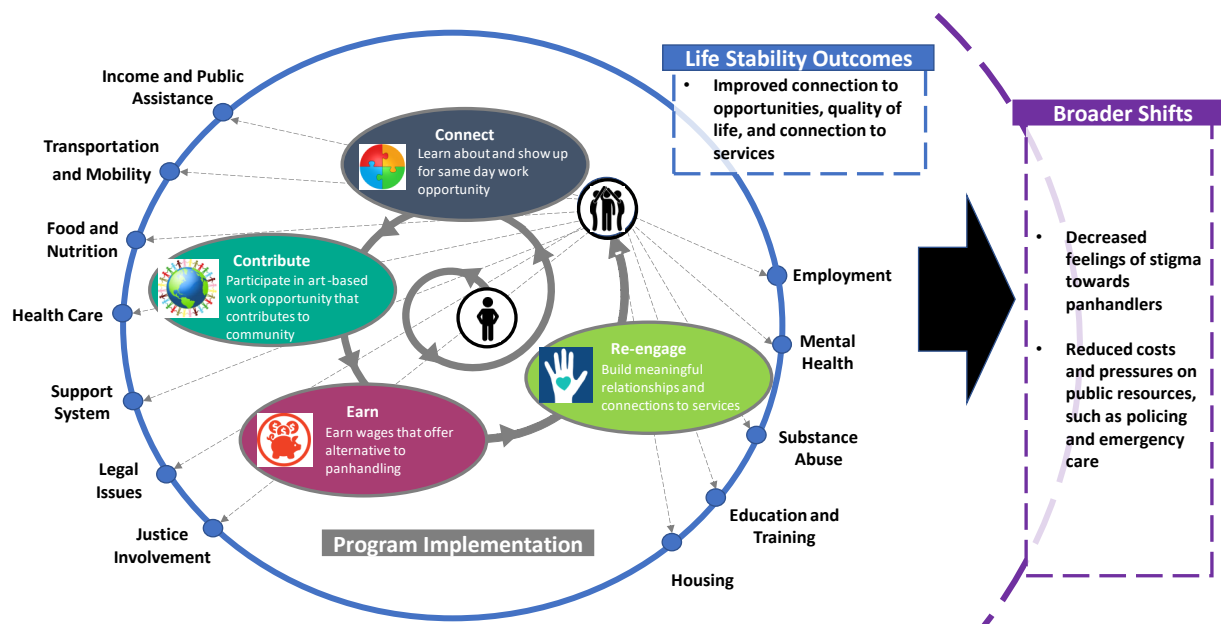 Life Stability Outcomes
• Improved connection to
opportunities, quality of
life, and connection to
services
Broader Shifts
• Decreased
feelings of stigma
towards
panhandlers
• Reduced costs
and pressures on
public resources,
such as policing
and emergency
care
Income and Public
Assistance
Transportation
and Mobility
Food and
Nutrition
Health Care
Support
System
Legal
Issues
Justice
Involvement
Connect
Learn about and show up
for same day work
opportunity
Contribute
Participate in art -based
work opportunity that
contributes to
community
Earn
Earn wages that offer
alternative to
panhandling
Re-engage
Build meaningful
relationships and
connections to services
Employment
Mental
Health
Substance
Abuse
Education and
Training
Housing
Program Implementation